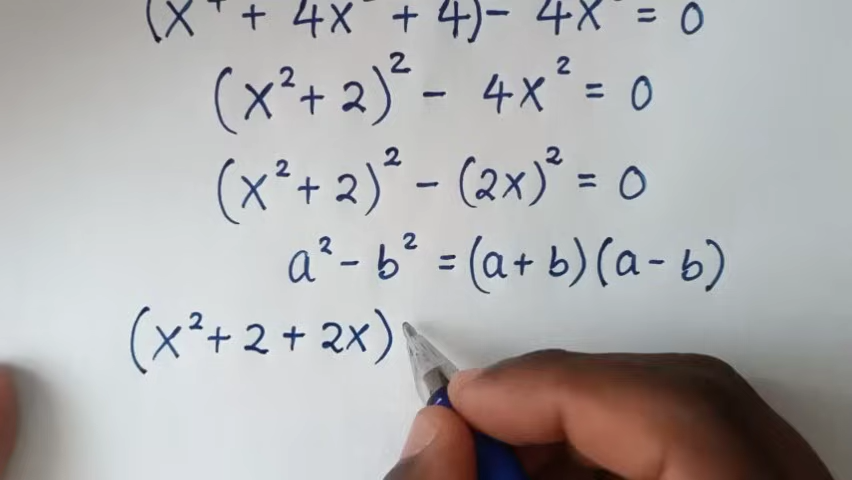 (x⁴ + 4x² + 4) - 4x² = 0
(x² + 2)² - 4x² = 0
(x² + 2)² - (2x)² = 0
a² - b² = (a + b)(a - b)
(x² + 2 + 2x)